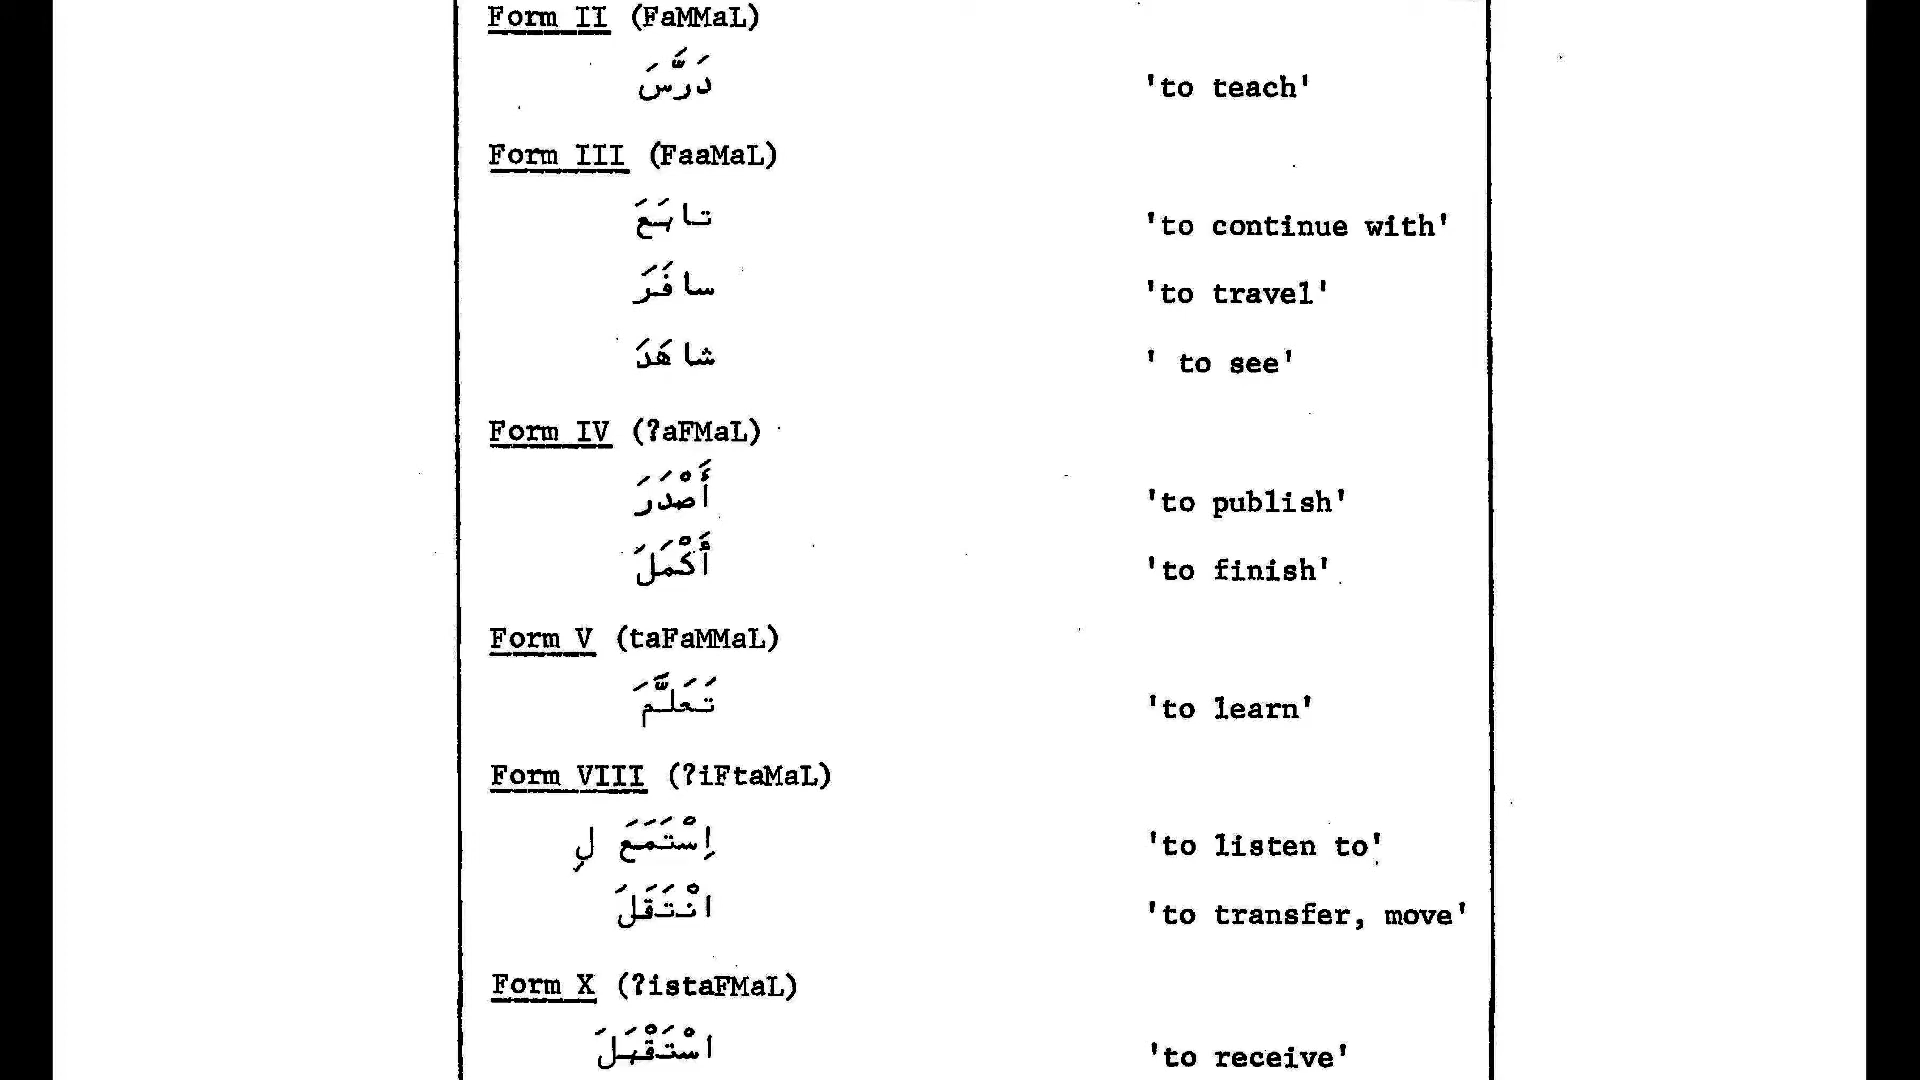 Form II (FaMMaL)
دَرَّسَ 'to teach'
Form III (FaaMaL)
تابَعَ 'to continue with'
سافَرَ 'to travel'
شاهَدَ ' to see'
Form IV (?aFMaL)
أَصْدَرَ 'to publish'
أَكْمَلَ 'to finish'
Form V (taFaMMaL)
تَعَلَّمَ 'to learn'
Form VIII (?iFtaMaL)
اِسْتَمَعَ لِ 'to listen to'
انْتَقَلَ 'to transfer, move'
Form X (?istaFMaL)
اسْتَقْبَلَ 'to receive'